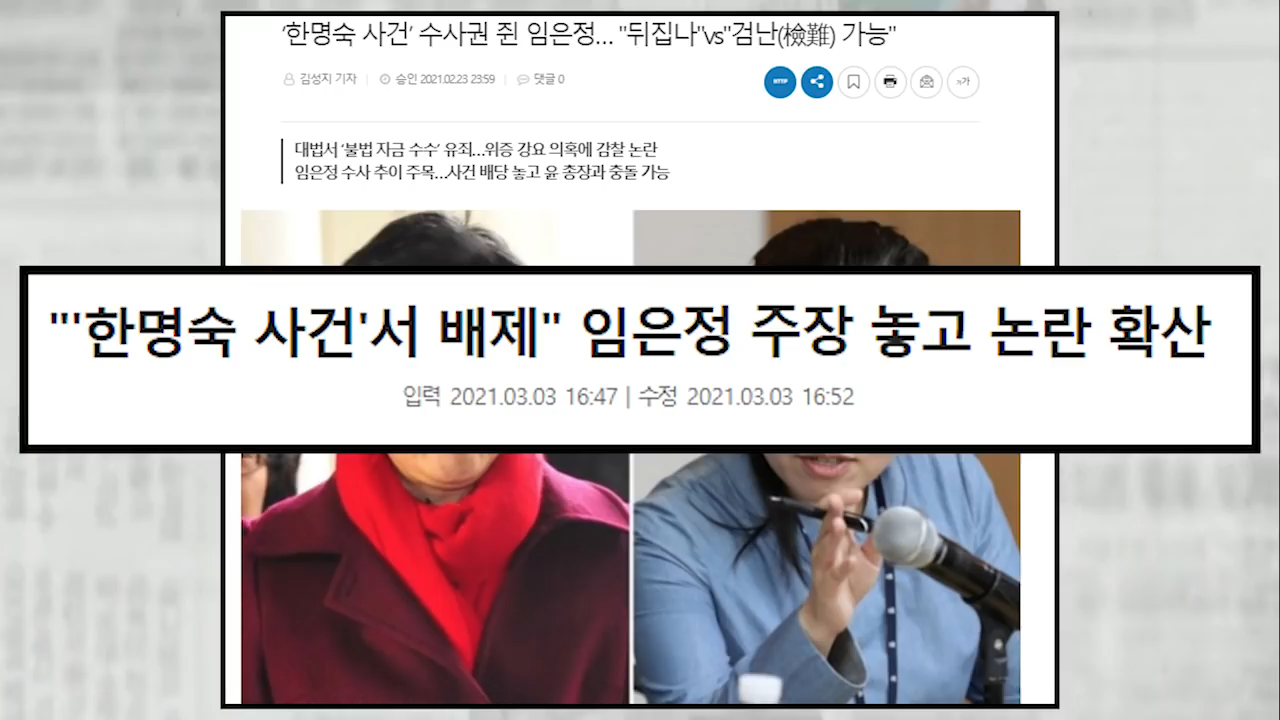 ‘한명숙 사건’ 수사권 쥔 임은정... "뒤집나"vs"검난(檢難) 가능"
김성지 기자 | 승인 2021.02.23 23:59 | 댓글 0
HTTP
가가
대법서 ‘불법 자금 수수’ 유죄...위증 강요 의혹에 감찰 논란
임은정 수사 추이 주목...사건 배당 놓고 윤 총장과 충돌 가능
"'한명숙 사건'서 배제" 임은정 주장 놓고 논란 확산
입력 2021.03.03 16:47 | 수정 2021.03.03 16:52